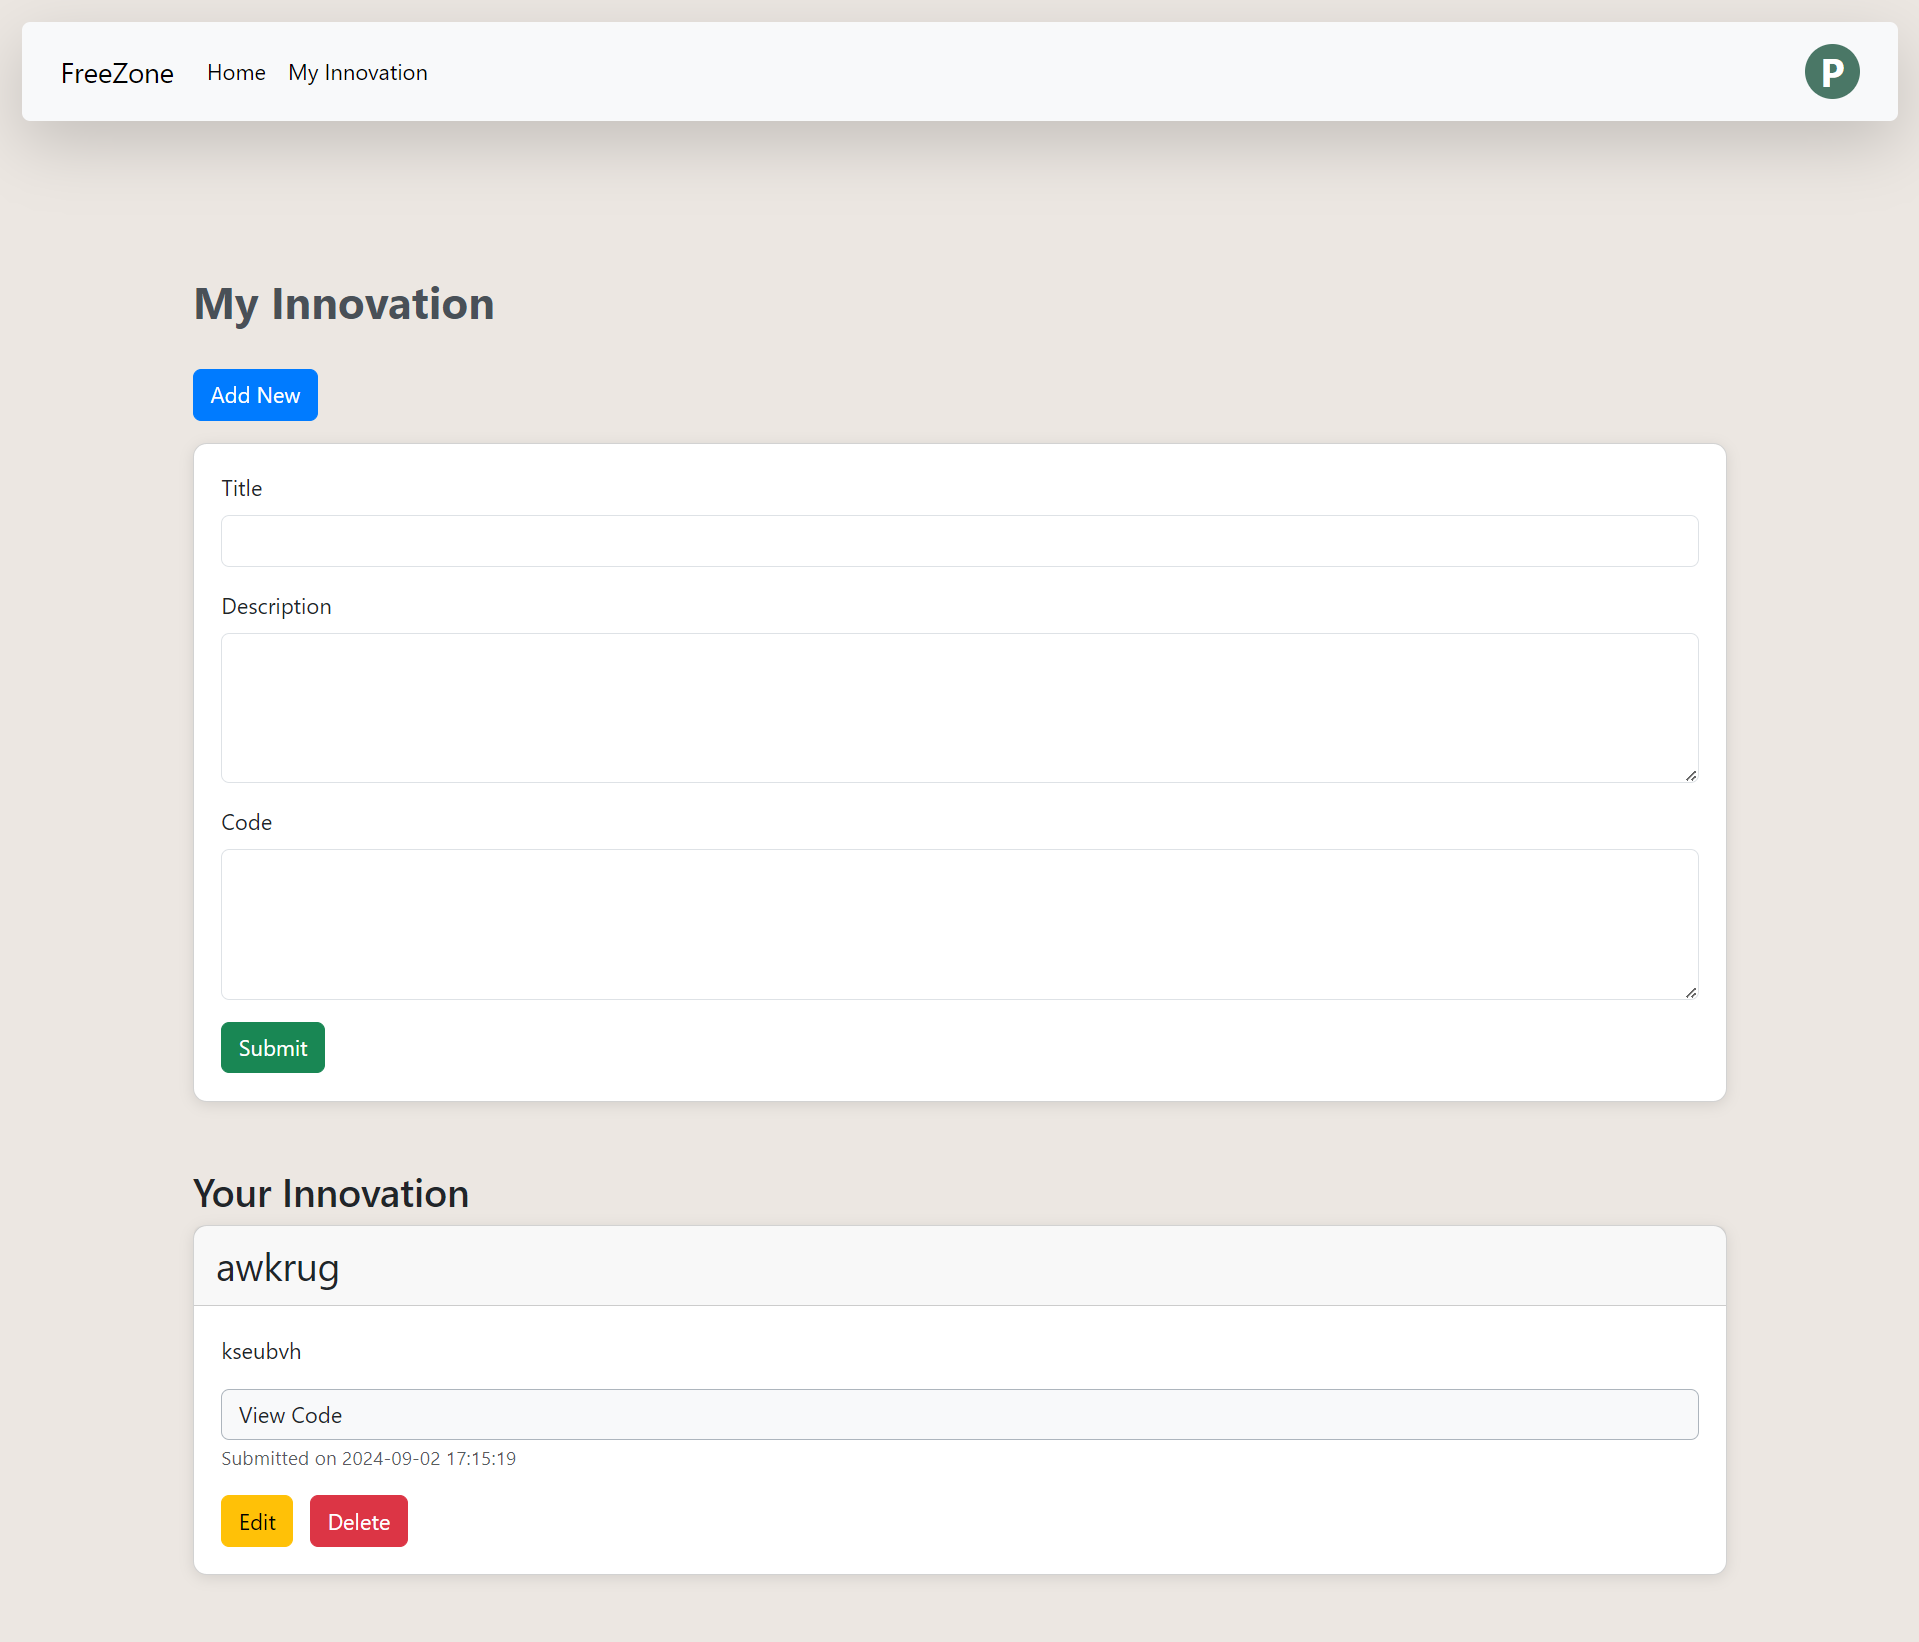 FreeZone Home My Innovation P
My Innovation
Add New
Title
Description
Code
Submit
Your Innovation
awkrug
kseubvh
View Code
Submitted on 2024-09-02 17:15:19
Edit Delete